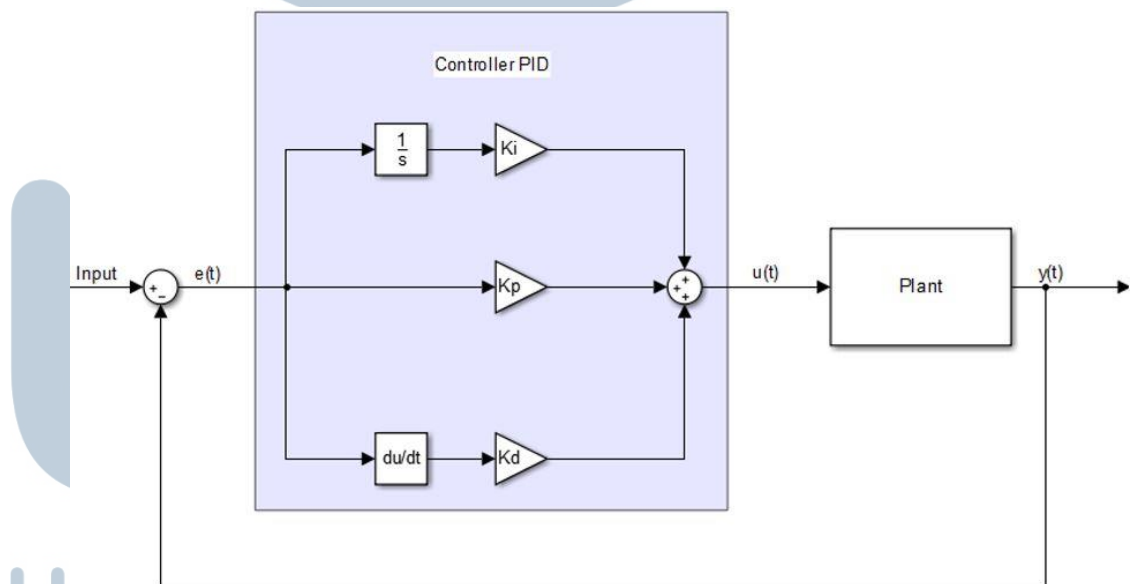 Controller PID
1
s
Ki
Input
+
−
e(t)
Kp
+
+
+
u(t)
Plant
y(t)
du/dt
Kd